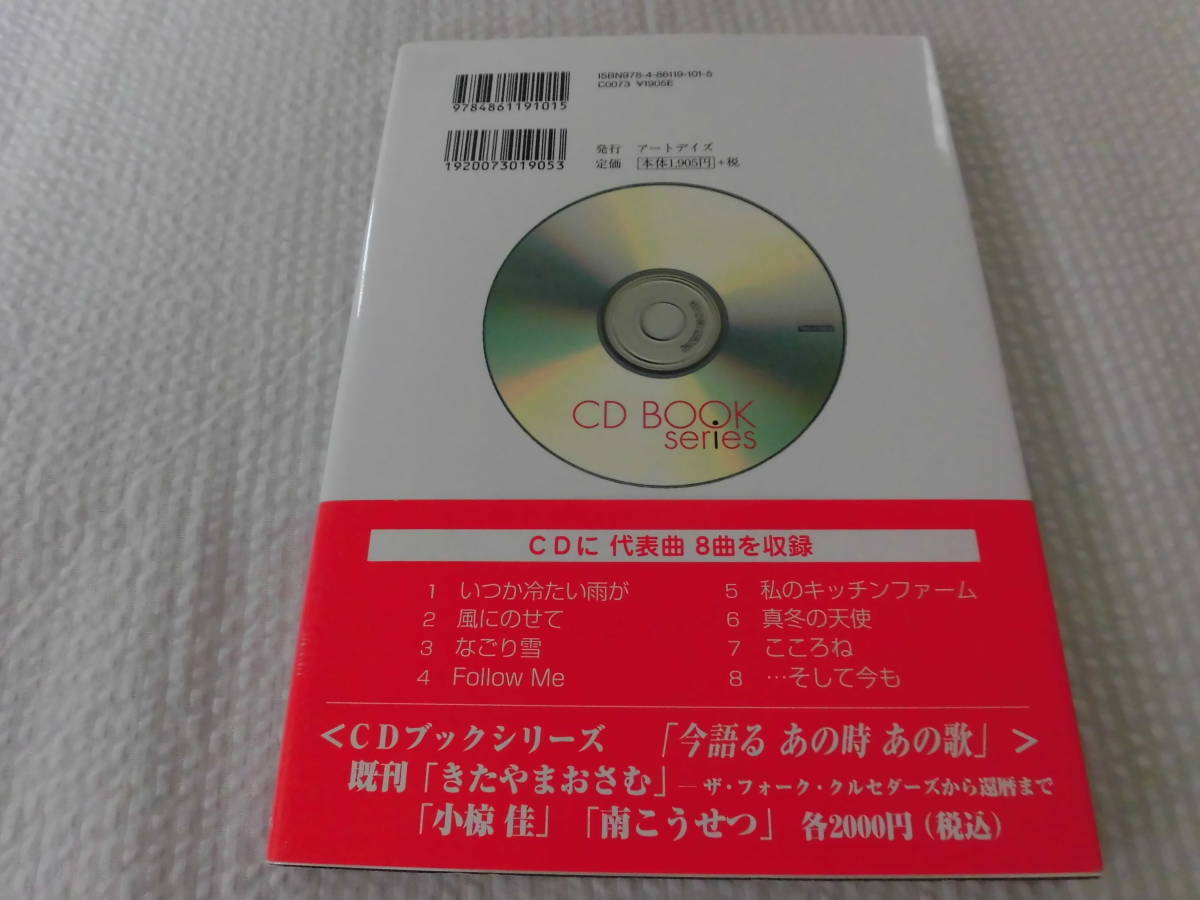 ISBN978-4-86119-101-5
C0073 ¥1905E
9784861191015
1920073019053
発行 アートデイズ
定価 本体1,905円+税
CD BOOK
series
CDに 代表曲 8曲を収録
1 いつか冷たい雨が
2 風にのせて
3 なごり雪
4 Follow Me
5 私のキッチンファーム
6 真冬の天使
7 こころね
8 …そして今も
<CDブックシリーズ 「今語る あの時 あの歌」>
既刊「きたやまおさむ」—ザ・フォーク・クルセダーズから還暦まで
「小椋 佳」 「南こうせつ」 各2000円(税込)